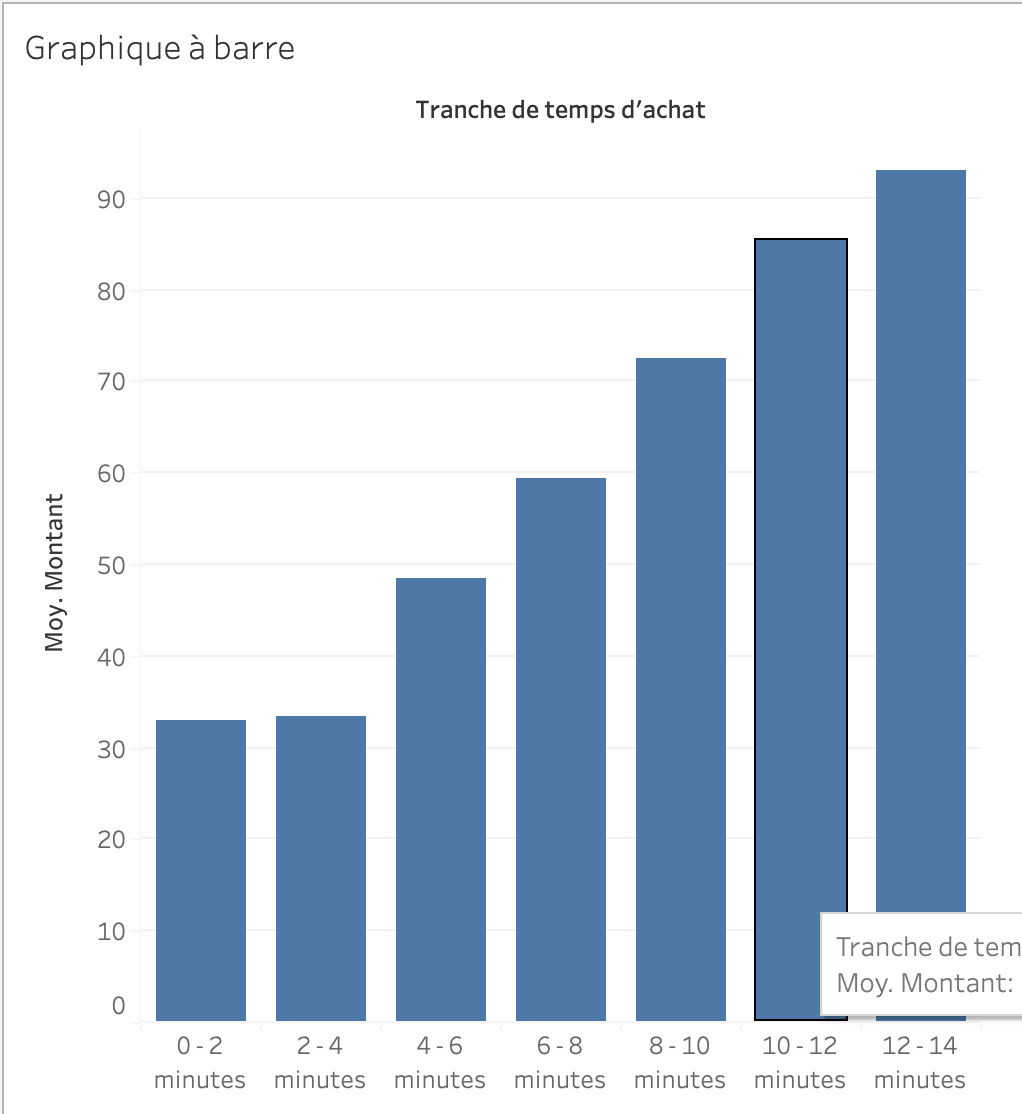 Graphique à barre
Tranche de temps d’achat
Moy. Montant
90
80
70
60
50
40
30
20
10
0
Tranche de tem
Moy. Montant:
0 - 2 minutes
2 - 4 minutes
4 - 6 minutes
6 - 8 minutes
8 - 10 minutes
10 - 12 minutes
12 - 14 minutes